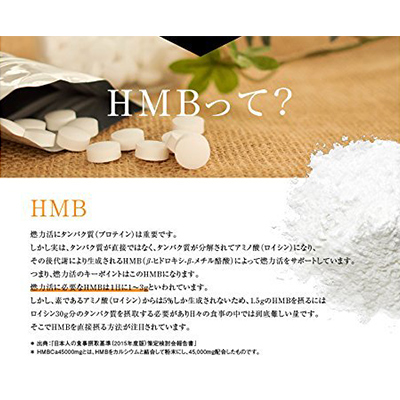 HMBって?
HMB
燃力活にタンパク質(プロテイン)は重要です。
しかし実は、タンパク質が直接ではなく、タンパク質が分解されてアミノ酸(ロイシン)になり、
その後代謝により生成されるHMB(β-ヒドロキシ-β-メチル酪酸)によって燃力活をサポートしています。
つまり、燃力活のキーポイントはこのHMBになります。
燃力活に必要なHMBは1日に1〜3gといわれています。
しかし、素であるアミノ酸(ロイシン)からは5%しか生成されないため、1.5gのHMBを摂るには
ロイシン30g分のタンパク質を摂取する必要があり日々の食事の中では到底難しい量です。
そこでHMBを直接摂る方法が注目されています。
* 出典:「日本人の食事摂取基準(2015年度版)策定検討会報告書」
* HMBCa45000mgとは、HMBをカルシウムと結合して粉末にし、45,000mg配合したものです。